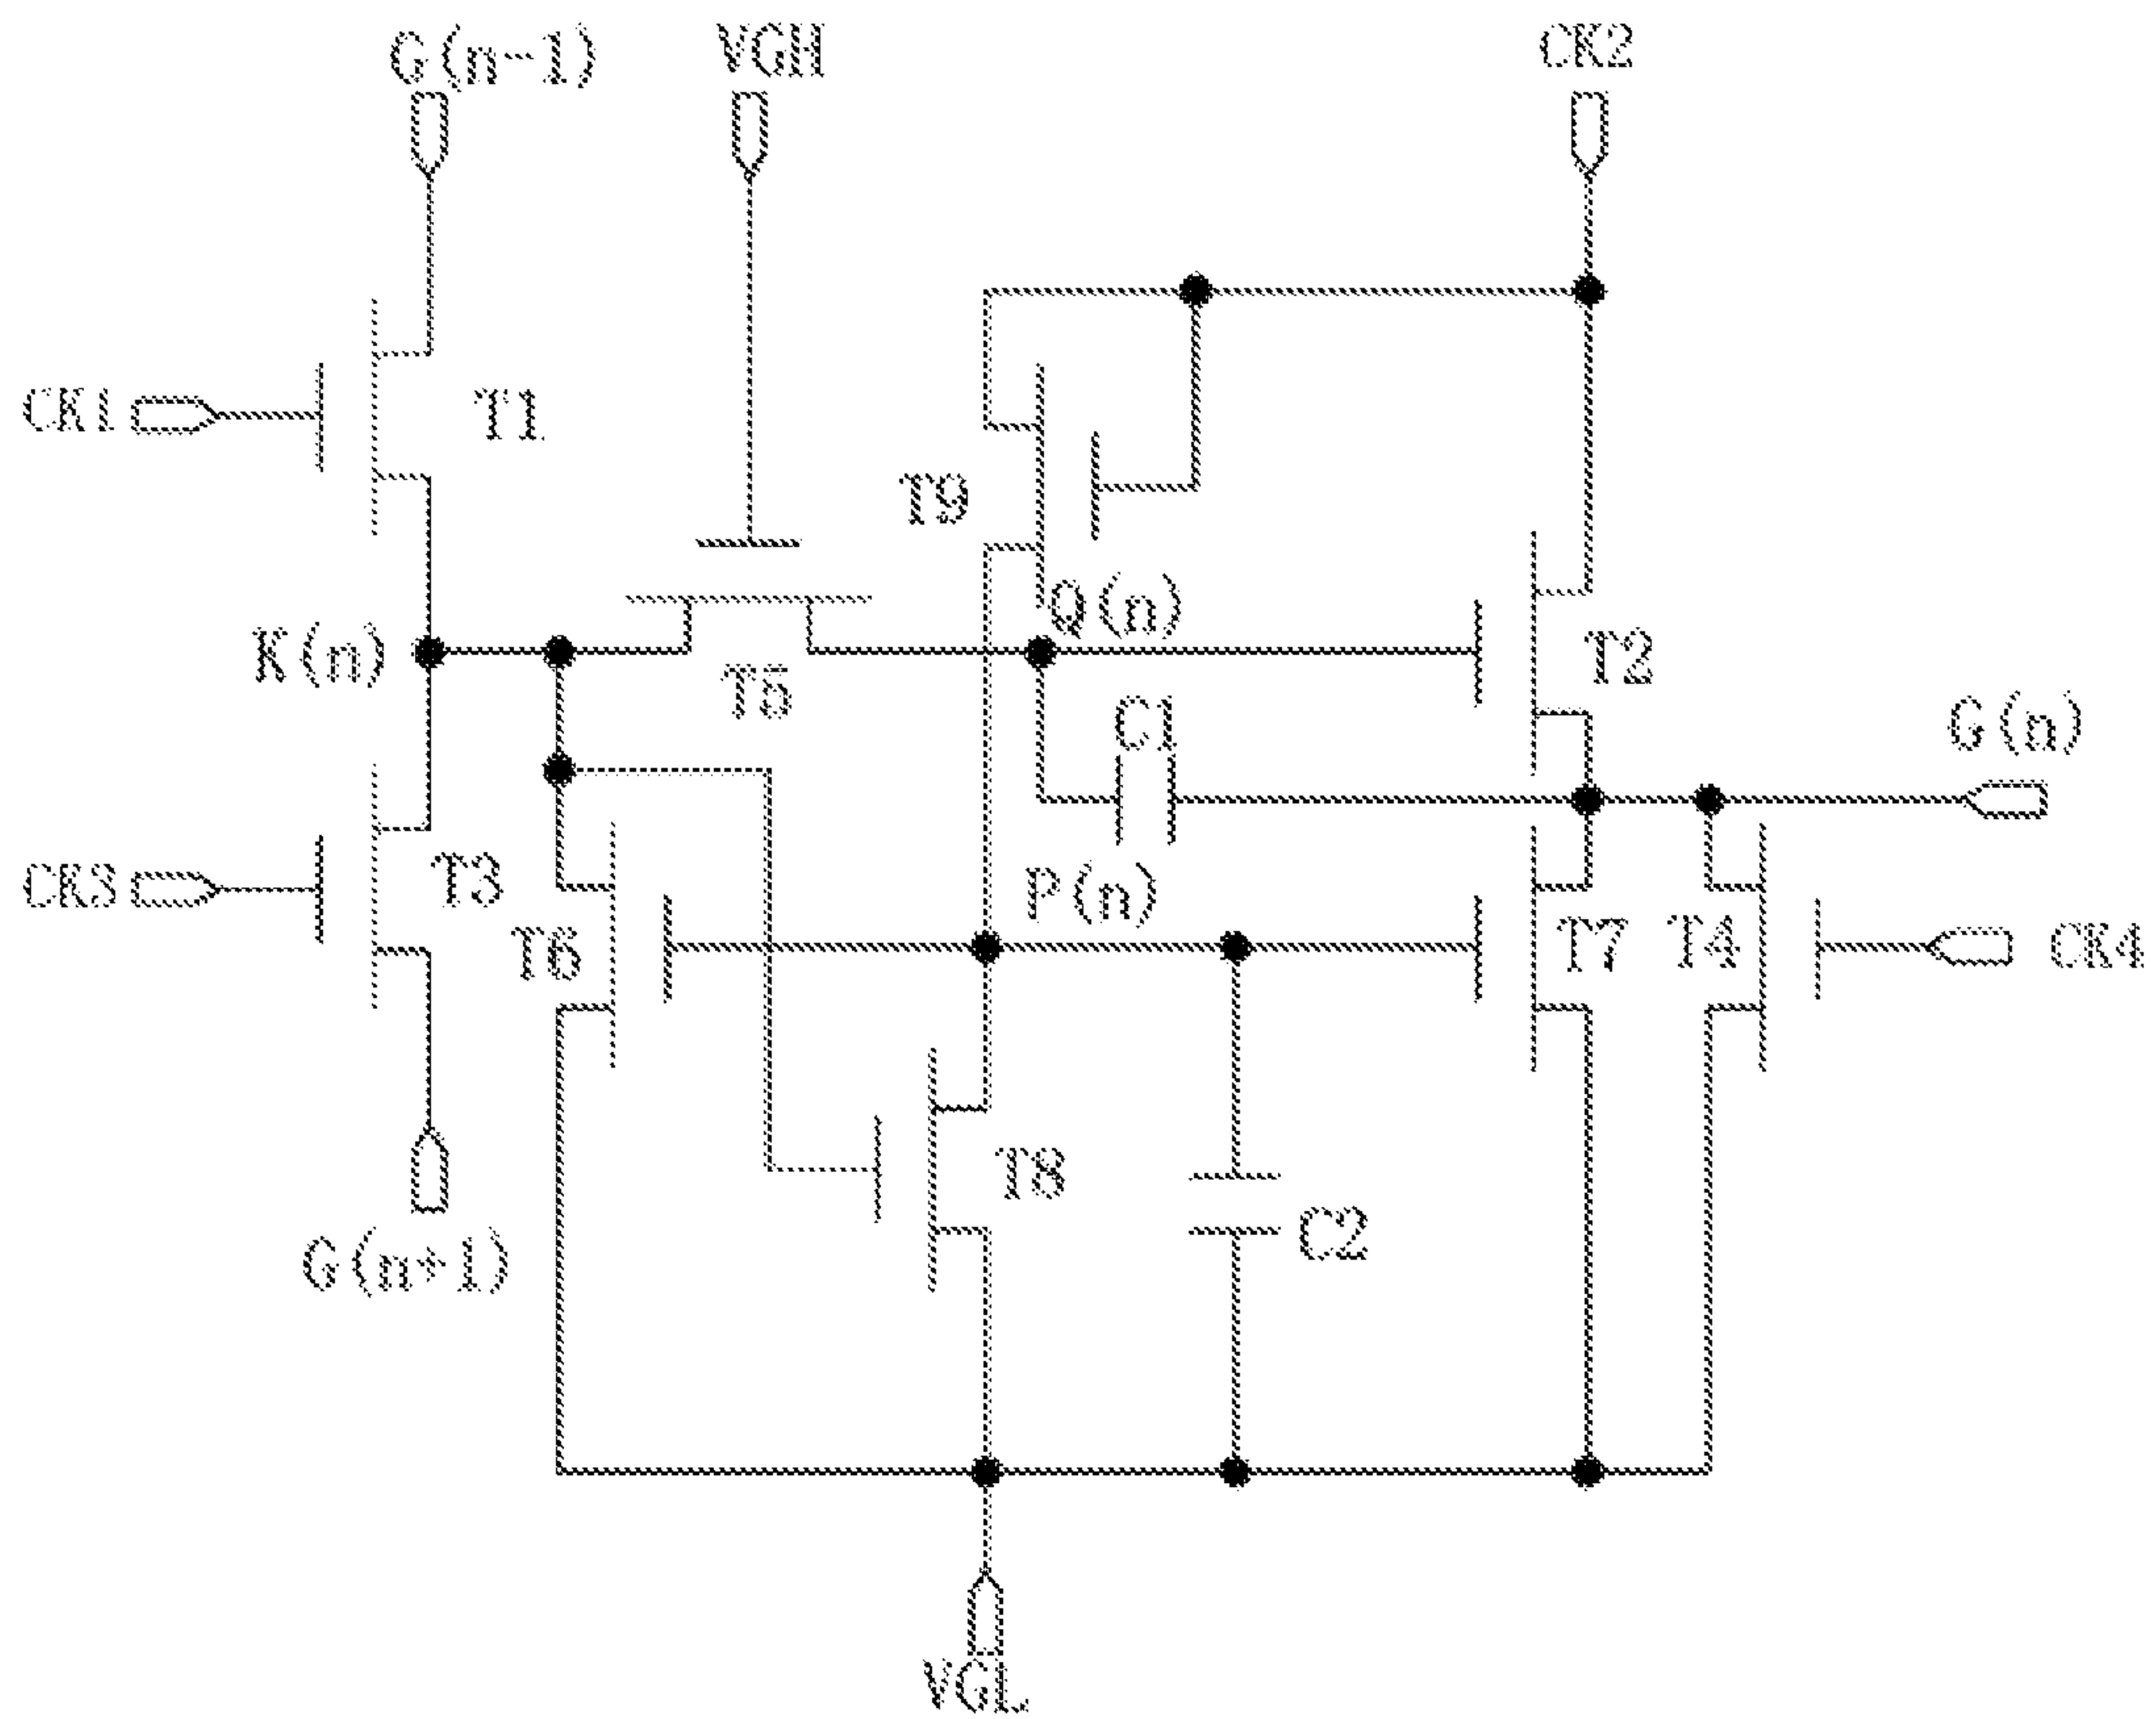 G(n-1)
VGH
CK2
CK1
T1
T9
Q(n)
K(n)
T5
T2
C1
G(n)
CK3
T3
P(n)
T6
T7
T4
CK4
T8
C2
G(n+1)
VGL